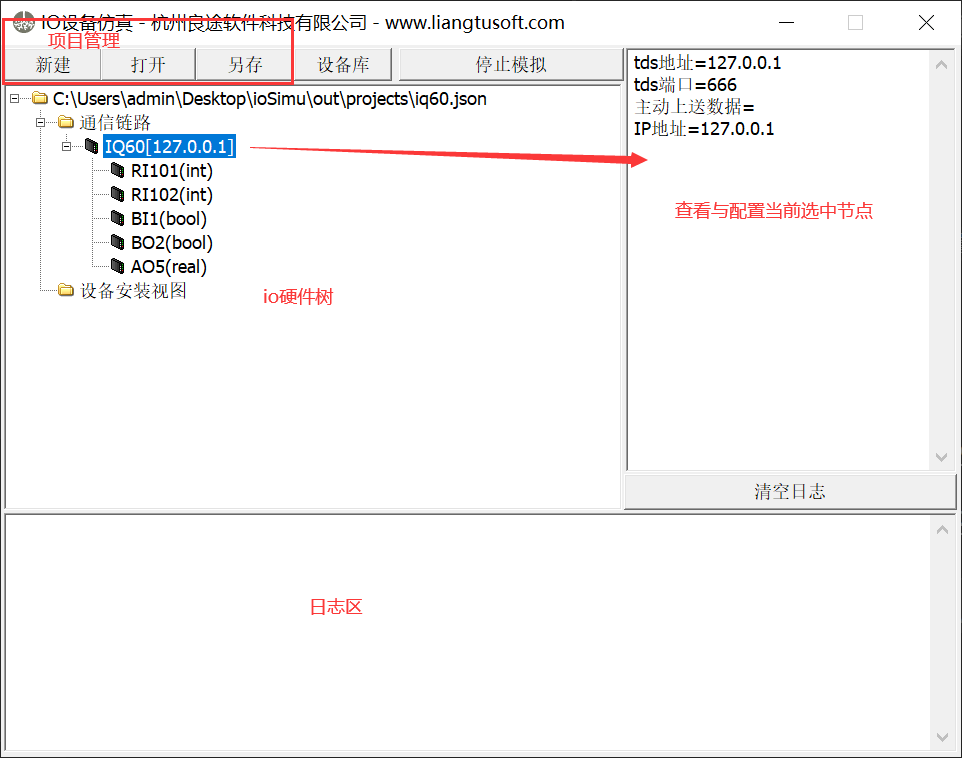 IO设备仿真 - 杭州良途软件科技有限公司 - www.liangtusoft.com
项目管理
新建 打开 另存 设备库 停止模拟
C:\Users\admin\Desktop\ioSimu\out\projects\iq60.json
通信链路
IQ60[127.0.0.1]
RI101(int)
RI102(int)
BI1(bool)
BO2(bool)
AO5(real)
设备安装视图
io硬件树
tds地址=127.0.0.1
tds端口=666
主动上送数据=
IP地址=127.0.0.1
查看与配置当前选中节点
清空日志
日志区